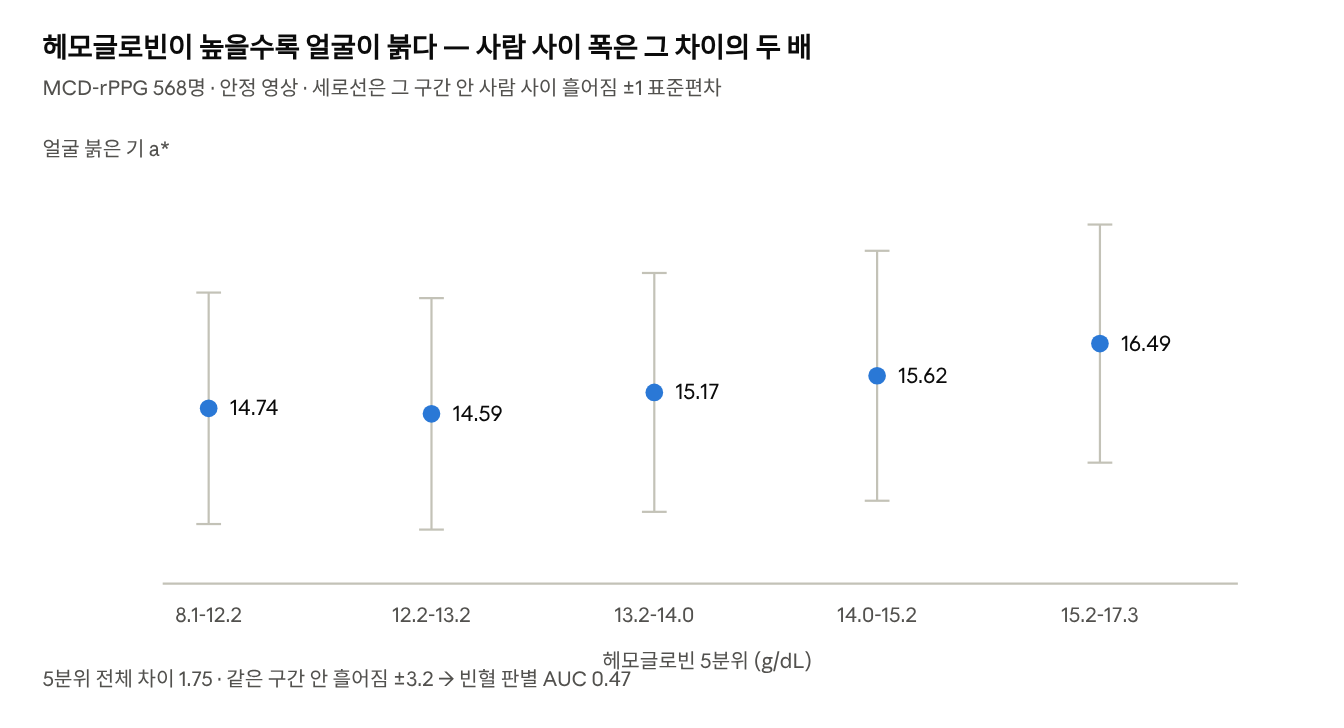 헤모글로빈이 높을수록 얼굴이 붉다 — 사람 사이 폭은 그 차이의 두 배
MCD-rPPG 568명 · 안정 영상 · 세로선은 그 구간 안 사람 사이 흩어짐 ±1 표준편차
얼굴 붉은 기 a*
14.74
14.59
15.17
15.62
16.49
8.1-12.2
12.2-13.2
13.2-14.0
14.0-15.2
15.2-17.3
헤모글로빈 5분위 (g/dL)
5분위 전체 차이 1.75 · 같은 구간 안 흩어짐 ±3.2 → 빈혈 판별 AUC 0.47